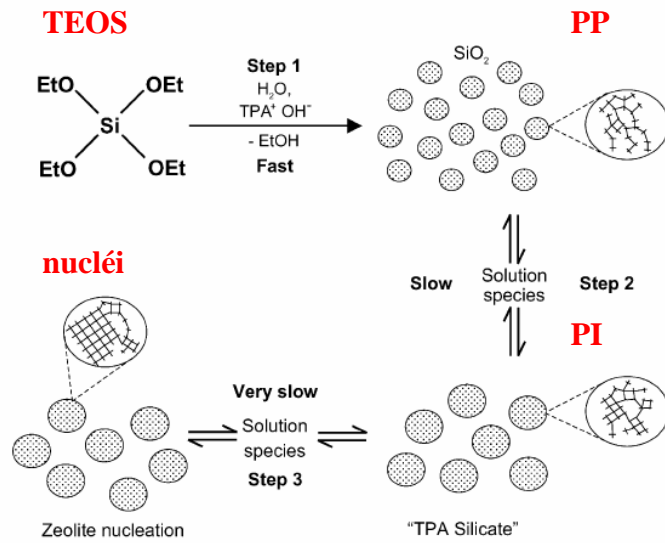 TEOS
PP
EtO
OEt
Si
EtO
OEt
Step 1
H₂O,
TPA⁺ OH⁻
- EtOH
Fast
SiO₂
nucléi
Slow
Solution
species
Step 2
PI
Very slow
Solution
species
Step 3
Zeolite nucleation
"TPA Silicate"